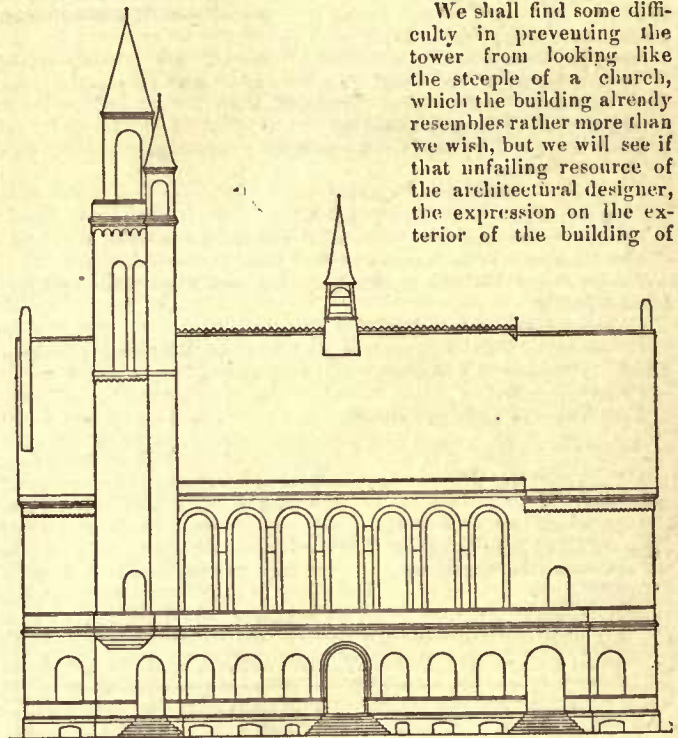 We shall find some diffi-
culty in preventing the
tower from looking like
the steeple of a church,
which the building already
resembles rather more than
we wish, but we will see if
that unfailing resource of
the architectural designer,
the expression on the ex-
terior of the building of